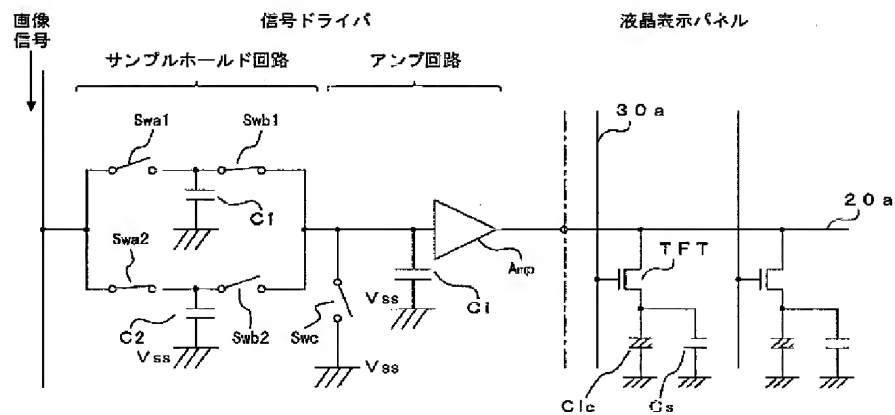 画像
信号
信号ドライバ
液晶表示パネル
サンプルホールド回路
アンプ回路
30a
Swa1
Swb1
C1
20a
Swa2
Amp
TFT
C2
Vss
Swb2
Swc
Vss
Ci
Vss
Clc
Cs